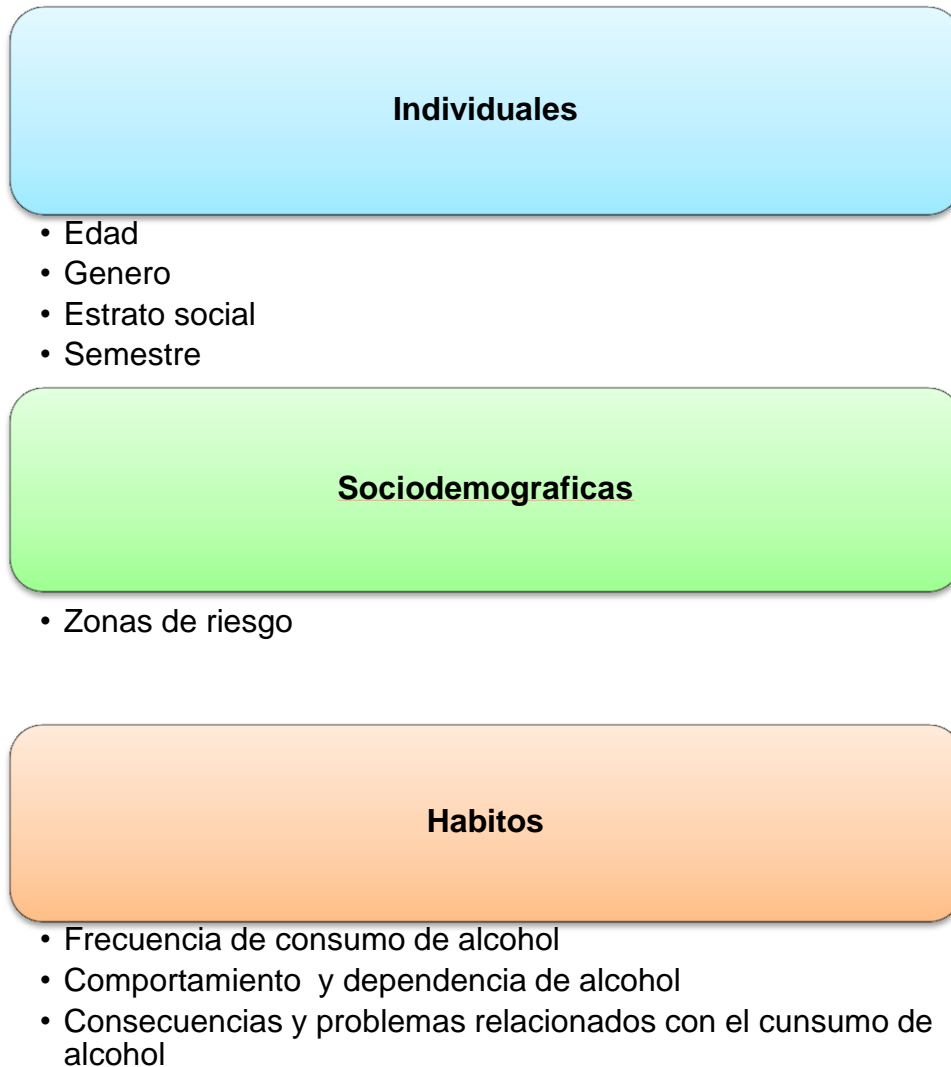 Individuales
• Edad
• Genero
• Estrato social
• Semestre
Sociodemograficas
• Zonas de riesgo
Habitos
• Frecuencia de consumo de alcohol
• Comportamiento  y dependencia de alcohol
• Consecuencias y problemas relacionados con el cunsumo de
alcohol